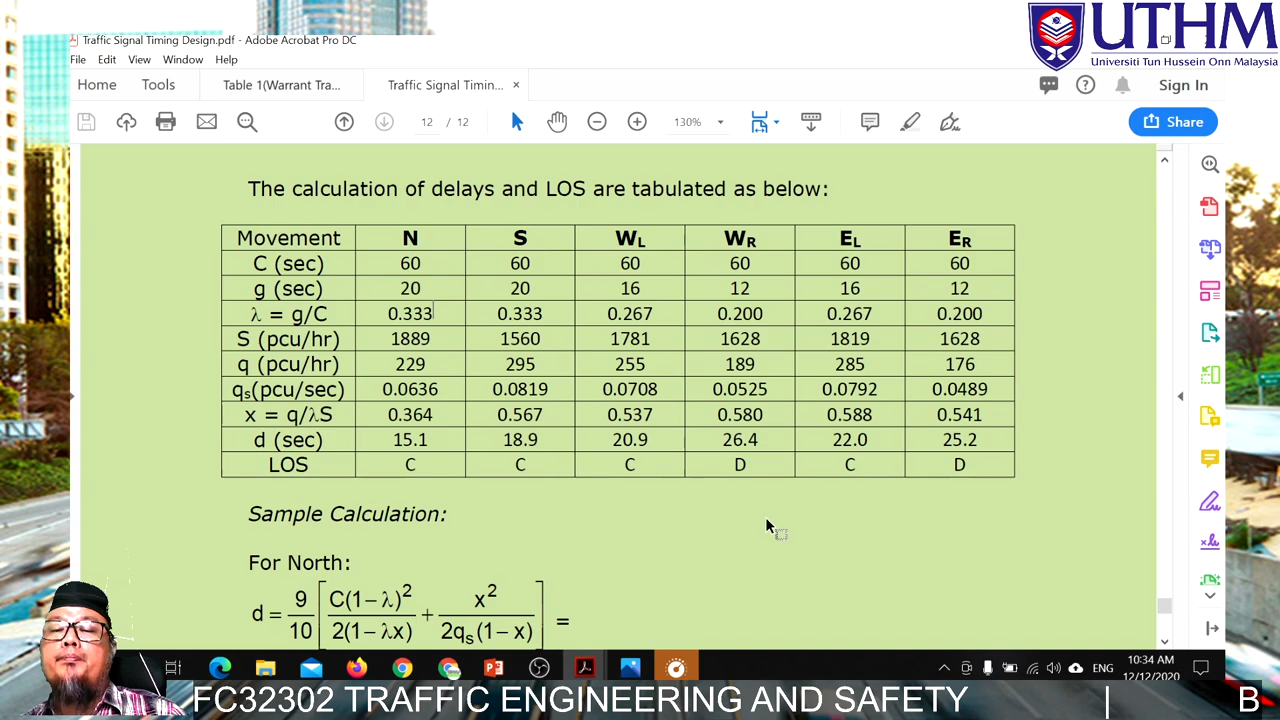 Traffic Signal Timing Design.pdf - Adobe Acrobat Pro DC
UTHM
Universiti Tun Hussein Onn Malaysia
File Edit View Window Help
Home Tools Table 1(Warrant Tra... Traffic Signal Timin... × Sign In
12 / 12 130% Share
The calculation of delays and LOS are tabulated as below:
Movement N S WL WR EL ER
C (sec) 60 60 60 60 60 60
g (sec) 20 20 16 12 16 12
λ = g/C 0.333 0.333 0.267 0.200 0.267 0.200
S (pcu/hr) 1889 1560 1781 1628 1819 1628
q (pcu/hr) 229 295 255 189 285 176
qs(pcu/sec) 0.0636 0.0819 0.0708 0.0525 0.0792 0.0489
x = q/λS 0.364 0.567 0.537 0.580 0.588 0.541
d (sec) 15.1 18.9 20.9 26.4 22.0 25.2
LOS C C C D C D
Sample Calculation:
For North:
d = 9/10 [ C(1−λ)² / 2(1−λx) + x² / 2qs(1−x) ] =
ENG 10:34 AM
12/12/2020
FC32302 TRAFFIC ENGINEERING AND SAFETY | B